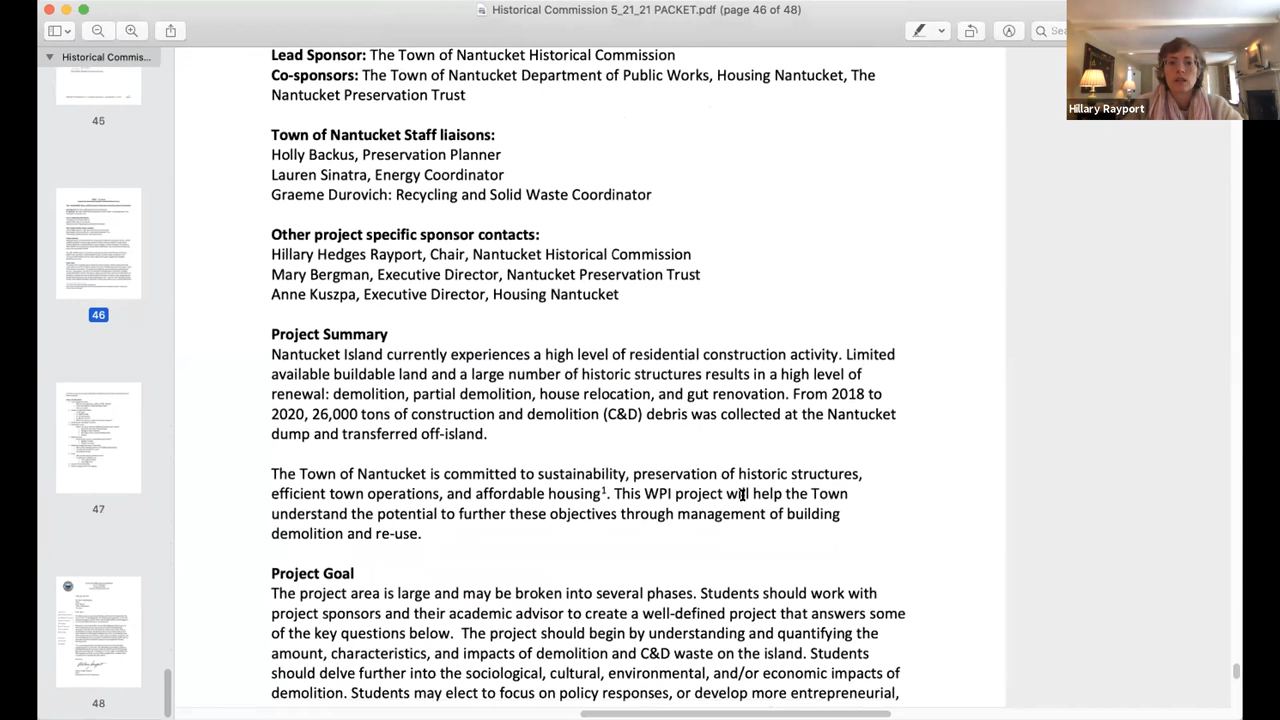 Historical Commission 5_21_21 PACKET.pdf (page 46 of 48)
Historical Commis...
Hillary Rayport
45
46
47
48
Lead Sponsor: The Town of Nantucket Historical Commission
Co-sponsors: The Town of Nantucket Department of Public Works, Housing Nantucket, The
Nantucket Preservation Trust
Town of Nantucket Staff liaisons:
Holly Backus, Preservation Planner
Lauren Sinatra, Energy Coordinator
Graeme Durovich: Recycling and Solid Waste Coordinator
Other project specific sponsor contacts:
Hillary Hedges Rayport, Chair, Nantucket Historical Commission
Mary Bergman, Executive Director, Nantucket Preservation Trust
Anne Kuszpa, Executive Director, Housing Nantucket
Project Summary
Nantucket Island currently experiences a high level of residential construction activity. Limited
available buildable land and a large number of historic structures results in a high level of
renewal: demolition, partial demolition, house relocation, and gut renovation. From 2018 to
2020, 26,000 tons of construction and demolition (C&D) debris was collected at the Nantucket
dump and transferred off-island.
The Town of Nantucket is committed to sustainability, preservation of historic structures,
efficient town operations, and affordable housing¹. This WPI project will help the Town
understand the potential to further these objectives through management of building
demolition and re-use.
Project Goal
The project area is large and may be broken into several phases. Students should work with
project sponsors and their academic advisor to create a well-defined project that answers some
of the key questions below. The project should begin by understanding and quantifying the
amount, characteristics and impacts of demolition and C&D waste on the island. Students
should delve further into the sociological, cultural, environmental, and/or economic impacts of
demolition. Students may elect to focus on policy responses, or develop more entrepreneurial,